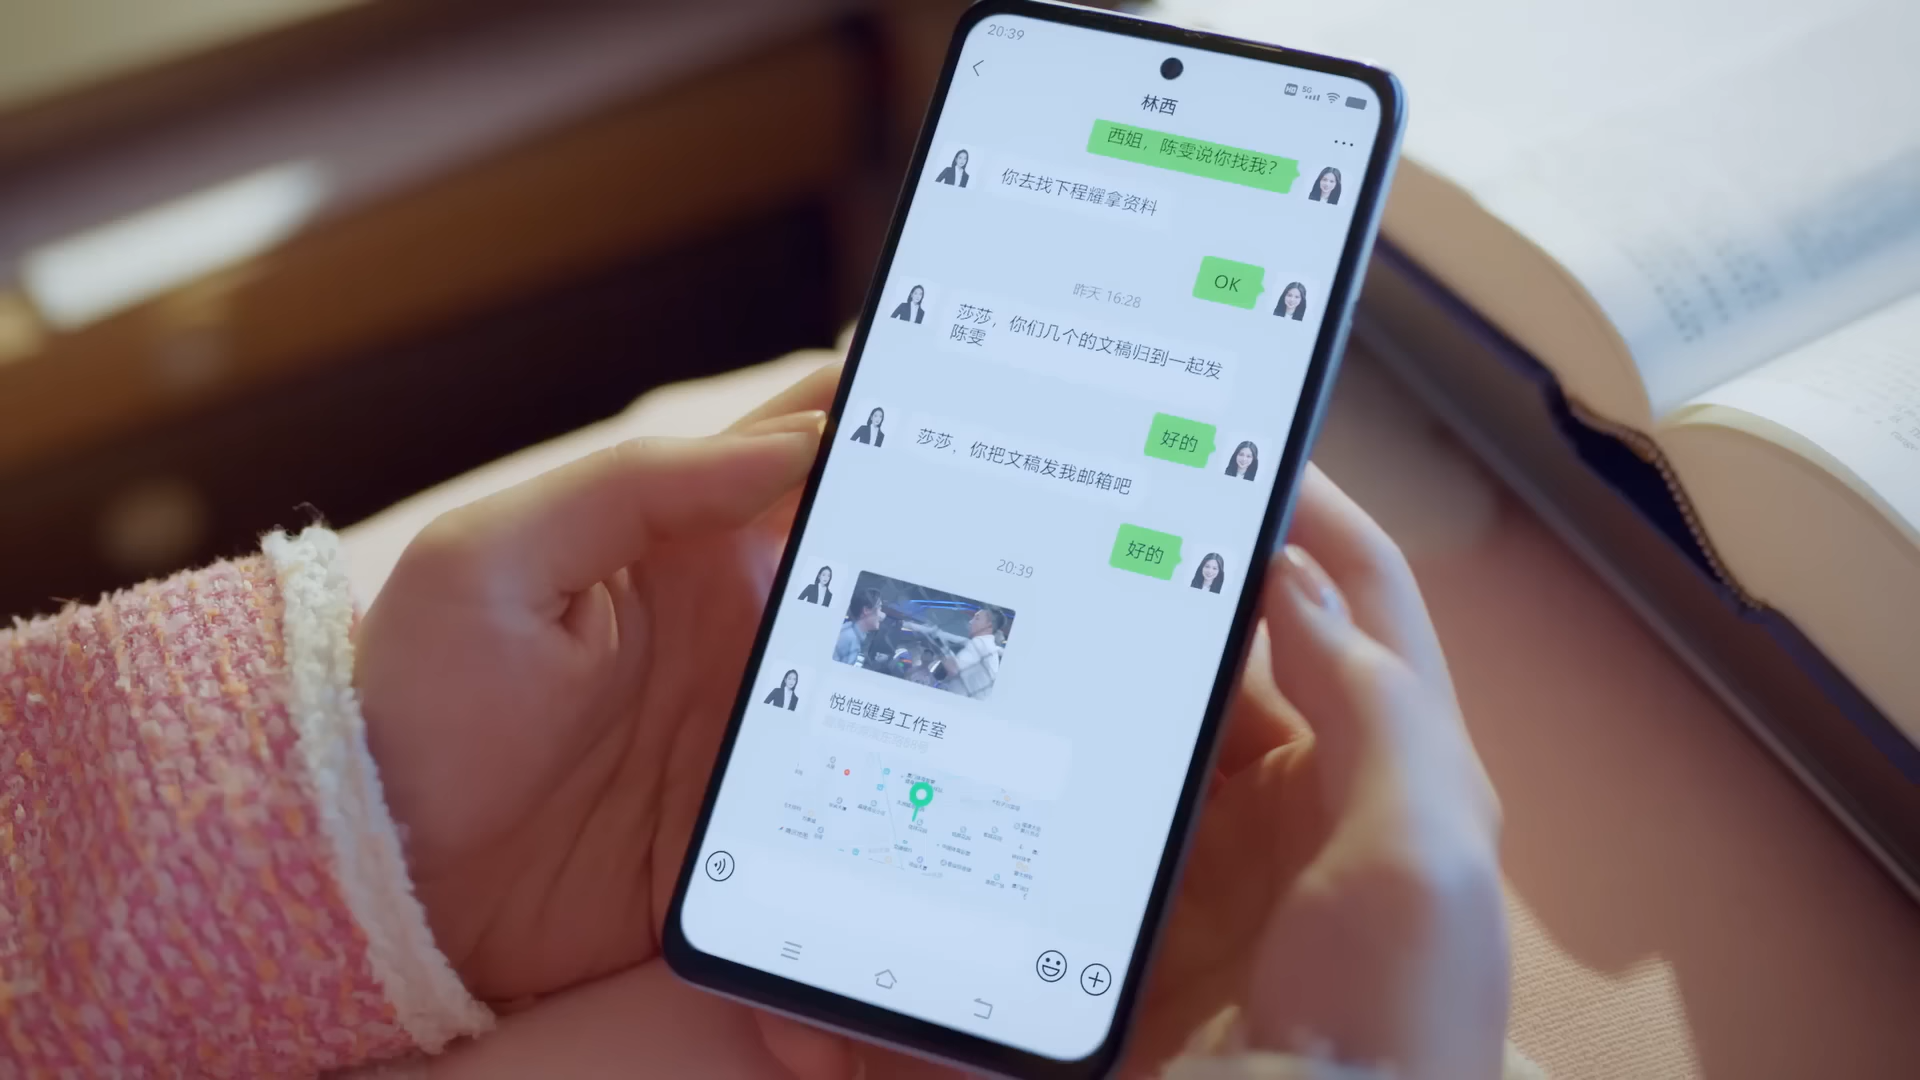 20:39
林西
西姐，陈雯说你找我？
你去找下程耀拿资料
OK
昨天 16:28
莎莎，你们几个的文稿归到一起发
陈雯
好的
莎莎，你把文稿发我邮箱吧
好的
20:39
悦恺健身工作室